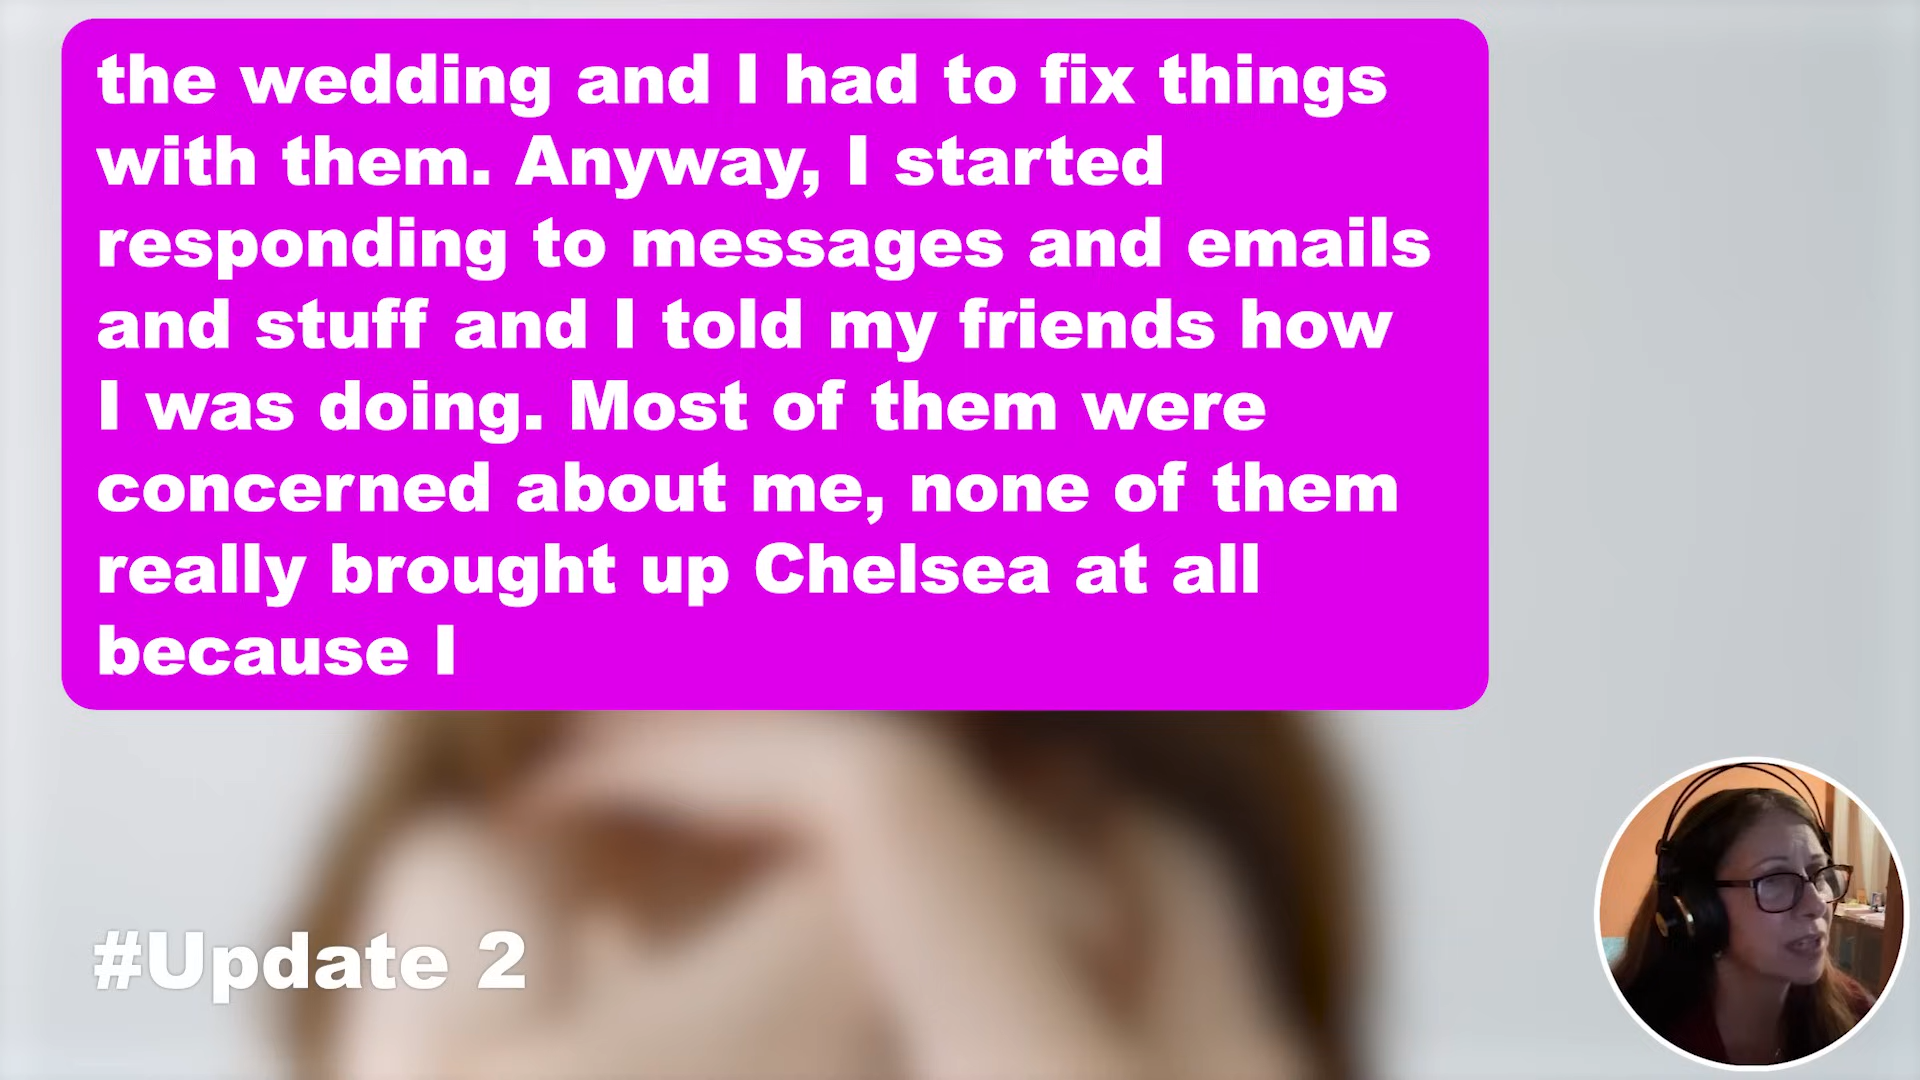 the wedding and I had to fix things
with them. Anyway, I started
responding to messages and emails
and stuff and I told my friends how
I was doing. Most of them were
concerned about me, none of them
really brought up Chelsea at all
because I
#Update 2